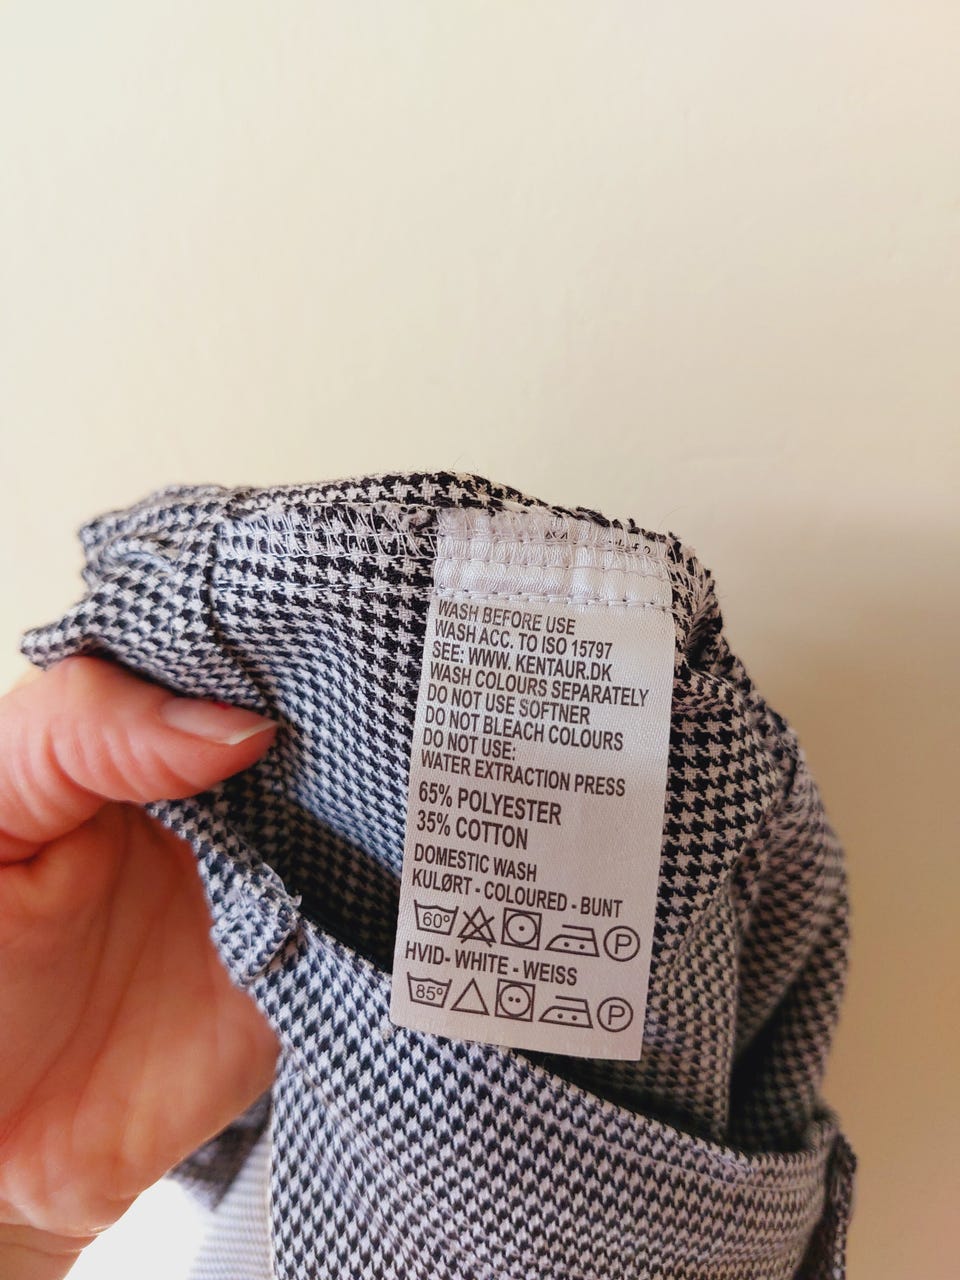 WASH BEFORE USE
WASH ACC. TO ISO 15797
SEE: WWW. KENTAUR.DK
WASH COLOURS SEPARATELY
DO NOT USE SOFTNER
DO NOT BLEACH COLOURS
DO NOT USE:
WATER EXTRACTION PRESS
65% POLYESTER
35% COTTON
DOMESTIC WASH
KULØRT - COLOURED - BUNT
60° P
HVID- WHITE - WEISS
85° P